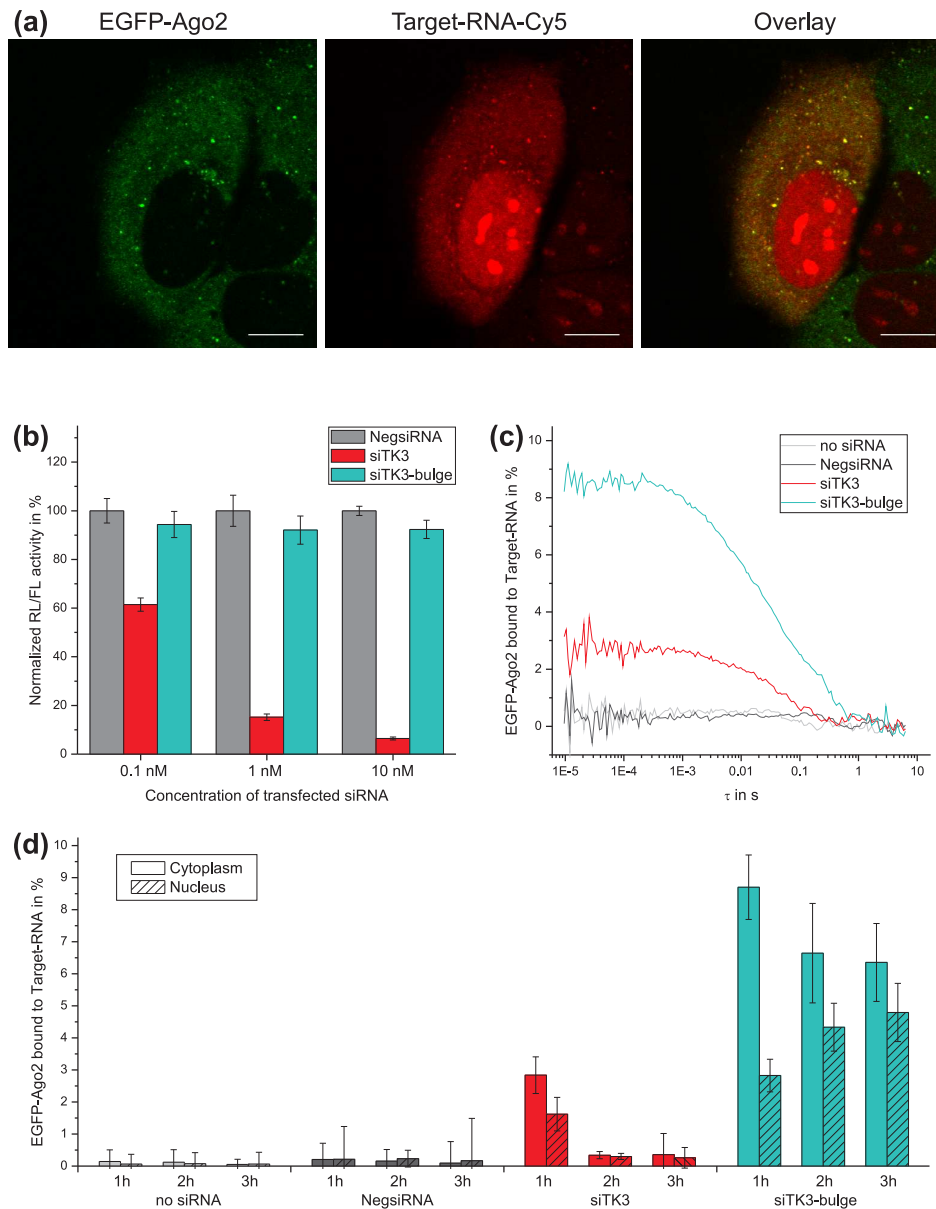 (a)
EGFP-Ago2
Target-RNA-Cy5
Overlay
(b)
NegsiRNA
siTK3
siTK3-bulge
120
100
80
60
40
20
0
Normalized RL/FL activity in %
0.1 nM
1 nM
10 nM
Concentration of transfected siRNA
(c)
no siRNA
NegsiRNA
siTK3
siTK3-bulge
10
8
6
4
2
0
EGFP-Ago2 bound to Target-RNA in %
1E-5
1E-4
1E-3
0.01
0.1
1
10
τ in s
(d)
Cytoplasm
Nucleus
10
9
8
7
6
5
4
3
2
1
0
EGFP-Ago2 bound to Target-RNA in %
1h 2h 3h 1h 2h 3h 1h 2h 3h 1h 2h 3h
no siRNA NegsiRNA siTK3 siTK3-bulge